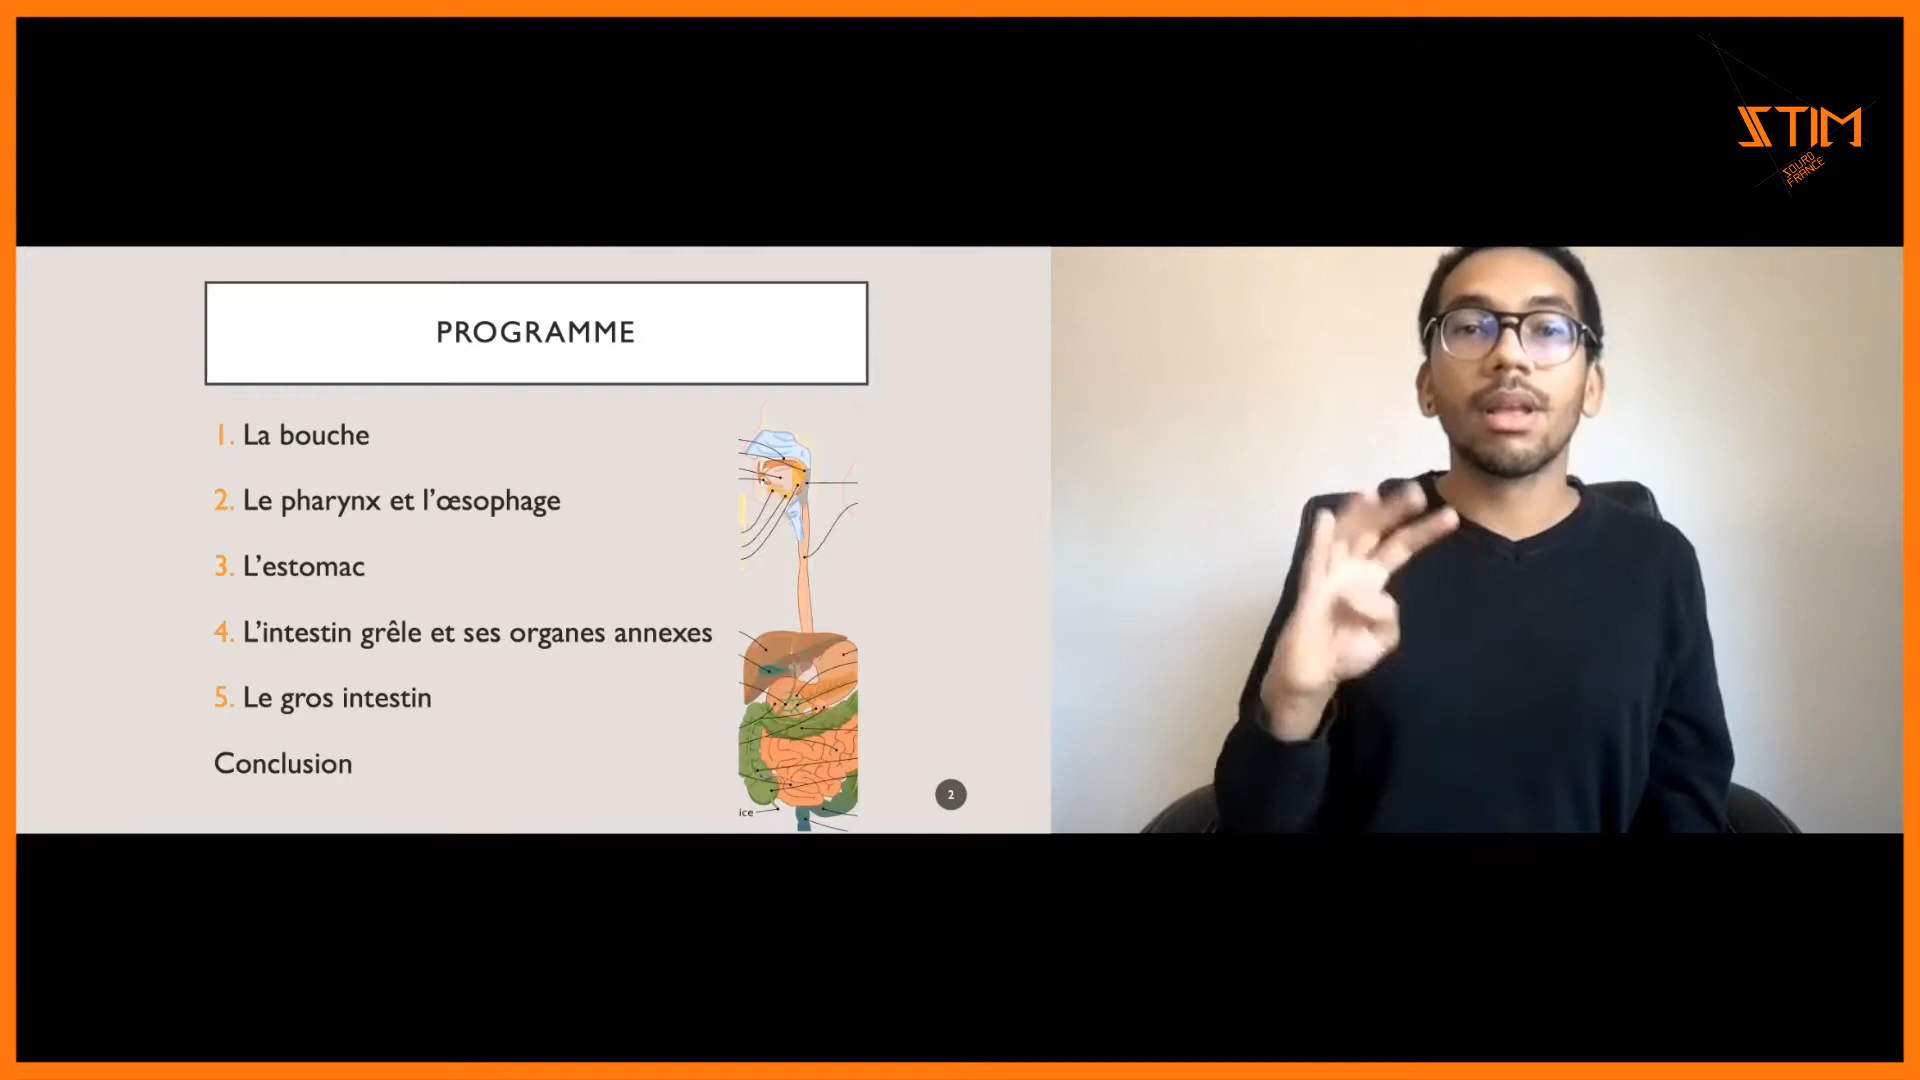 STIM
SOURD
FRANCE
PROGRAMME
1. La bouche
2. Le pharynx et l’œsophage
3. L’estomac
4. L’intestin grêle et ses organes annexes
5. Le gros intestin
Conclusion
ice
2